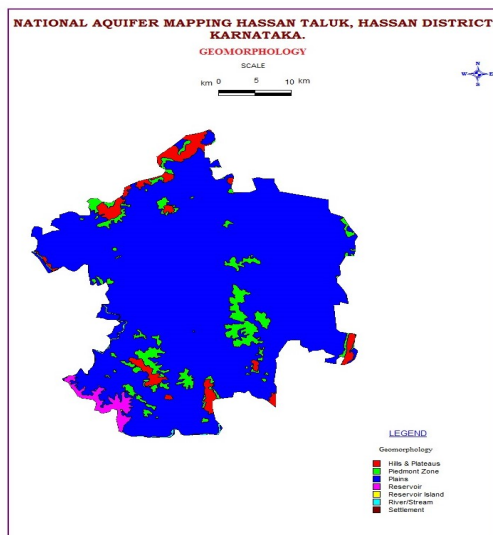 NATIONAL AQUIFER MAPPING HASSAN TALUK, HASSAN DISTRICT
KARNATAKA.
GEOMORPHOLOGY
SCALE
km 0 5 10 km
N
W E
S
LEGEND
Geomorphology
Hills & Plateaus
Piedmont Zone
Plains
Reservoir
Reservoir Island
River/Stream
Settlement